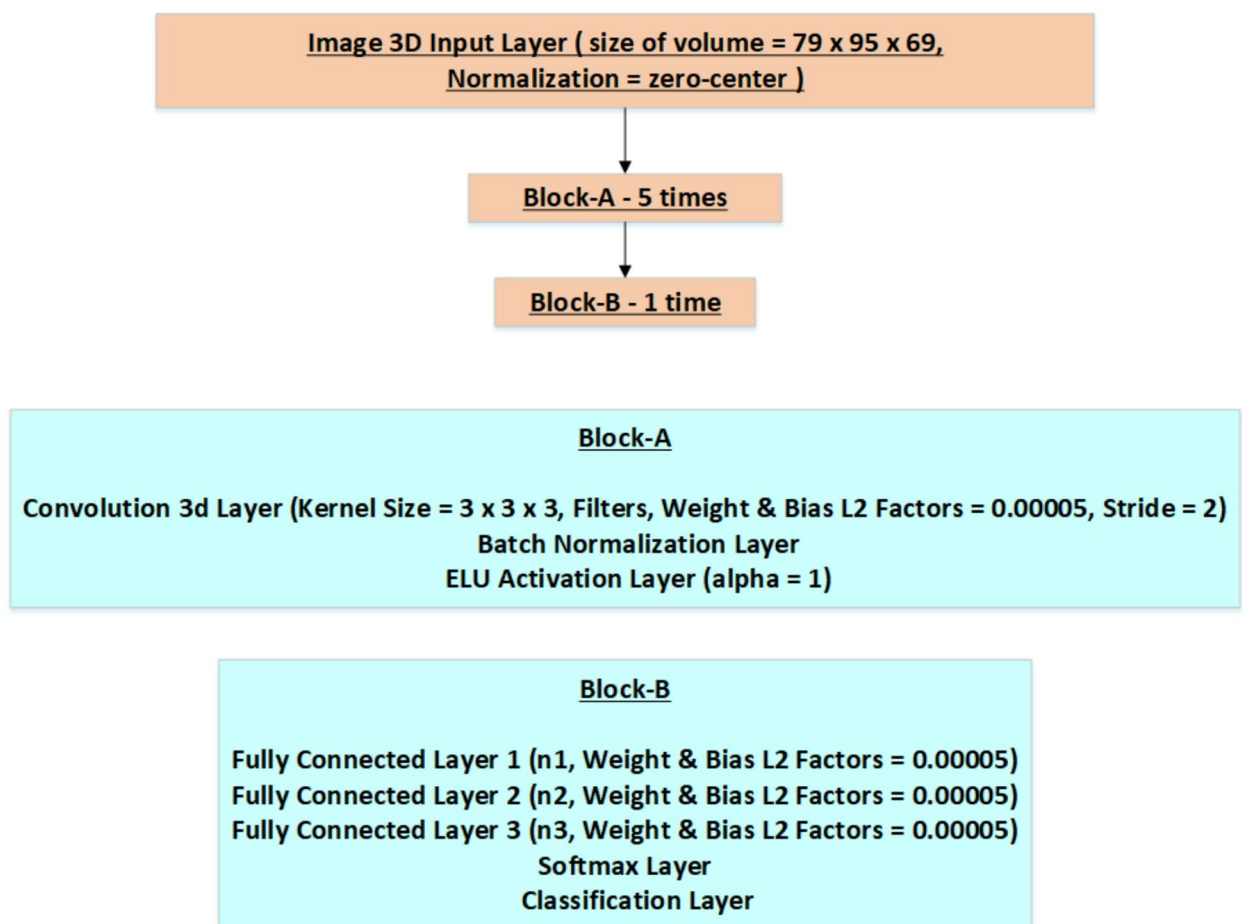 Image 3D Input Layer ( size of volume = 79 x 95 x 69,
Normalization = zero-center )
Block-A - 5 times
Block-B - 1 time
Block-A
Convolution 3d Layer (Kernel Size = 3 x 3 x 3, Filters, Weight & Bias L2 Factors = 0.00005, Stride = 2)
Batch Normalization Layer
ELU Activation Layer (alpha = 1)
Block-B
Fully Connected Layer 1 (n1, Weight & Bias L2 Factors = 0.00005)
Fully Connected Layer 2 (n2, Weight & Bias L2 Factors = 0.00005)
Fully Connected Layer 3 (n3, Weight & Bias L2 Factors = 0.00005)
Softmax Layer
Classification Layer